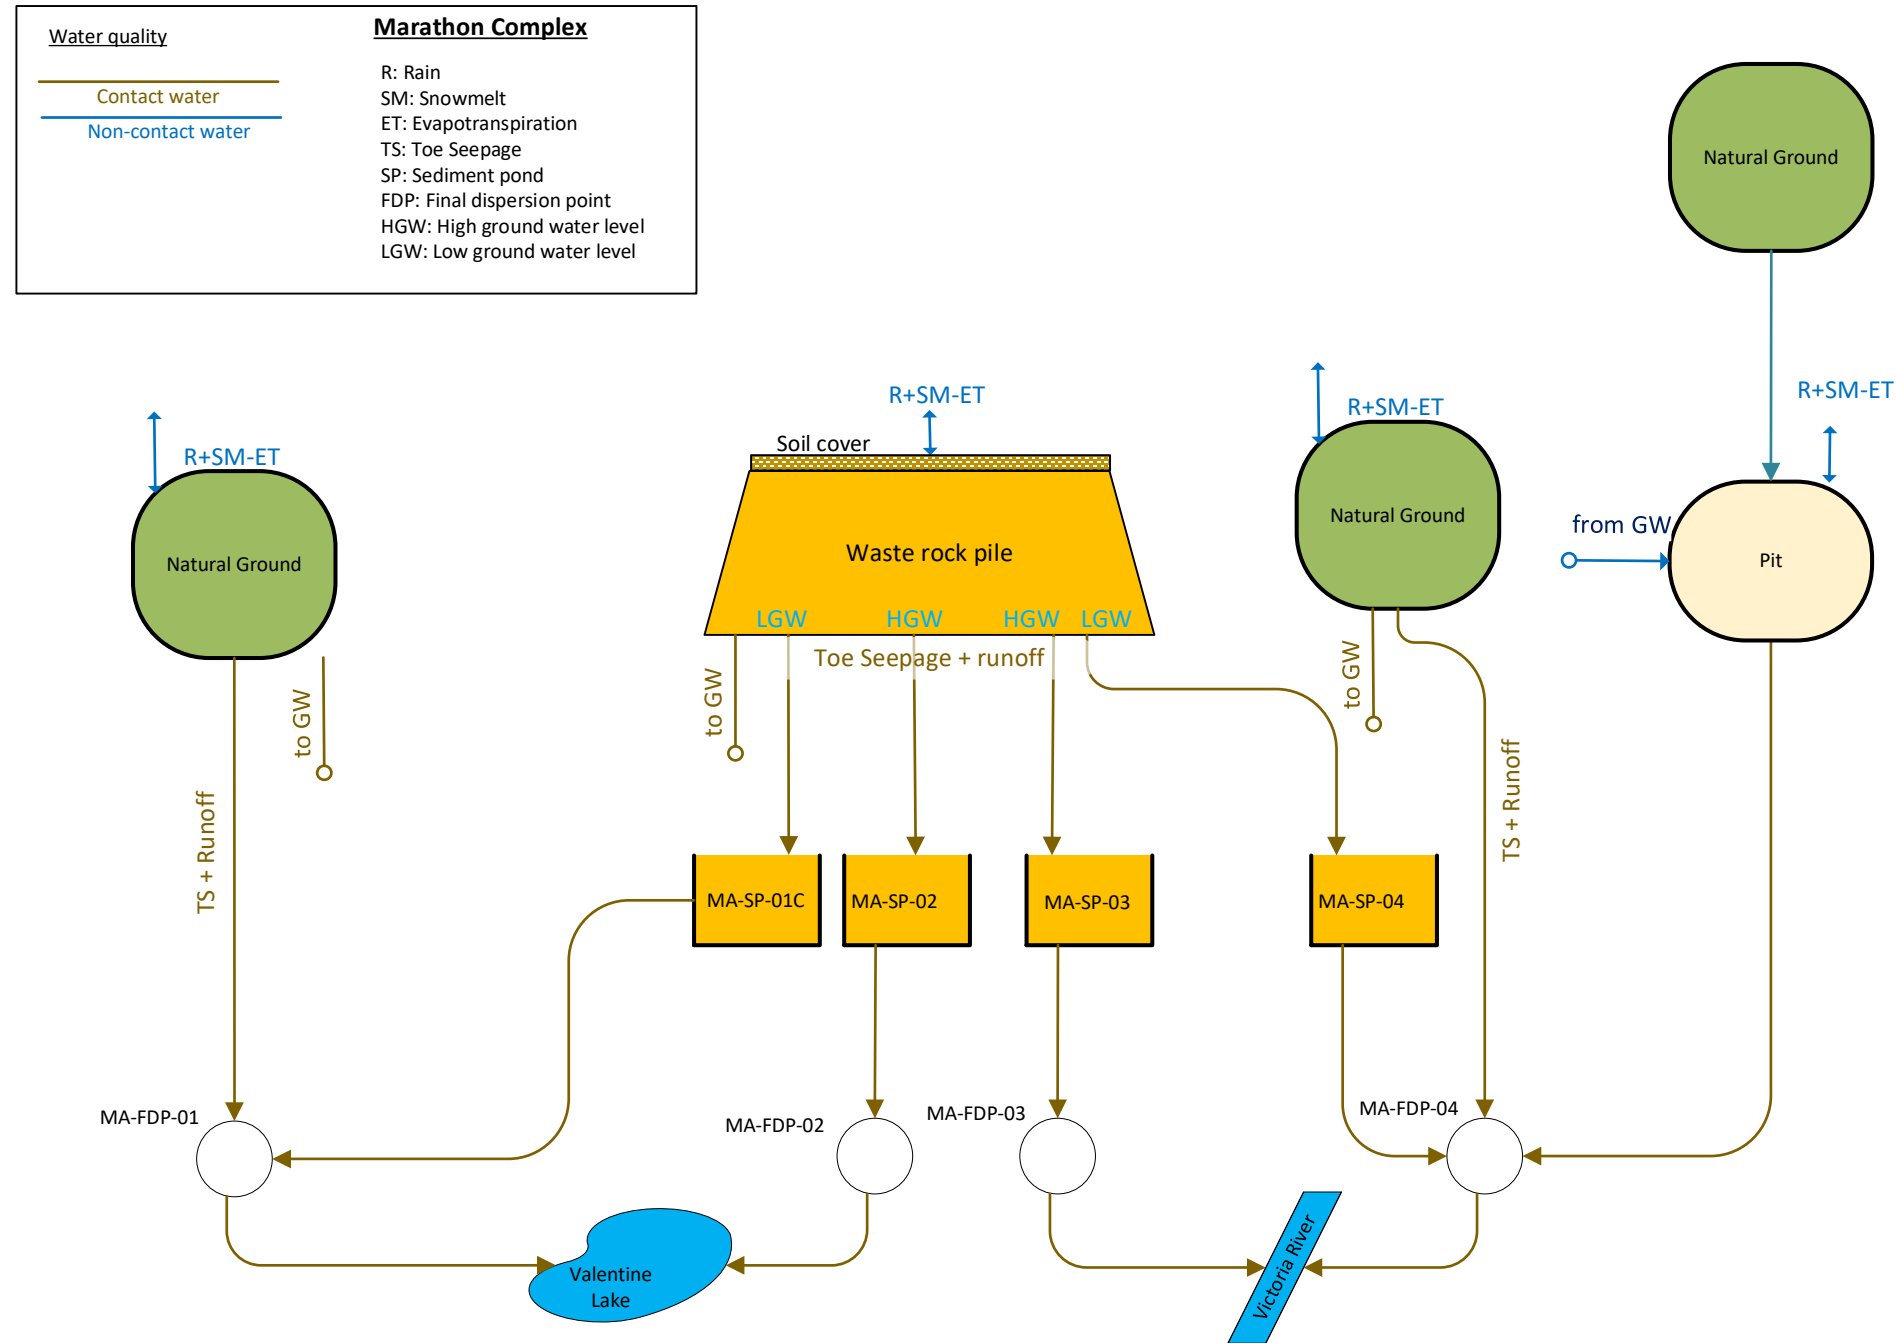 Water quality
Contact water
Non-contact water
Marathon Complex
R: Rain
SM: Snowmelt
ET: Evapotranspiration
TS: Toe Seepage
SP: Sediment pond
FDP: Final dispersion point
HGW: High ground water level
LGW: Low ground water level
Natural Ground
R+SM-ET
R+SM-ET
R+SM-ET
R+SM-ET
Soil cover
Natural Ground
Natural Ground
Waste rock pile
from GW
Pit
LGW
HGW
HGW
LGW
Toe Seepage + runoff
to GW
to GW
to GW
TS + Runoff
TS + Runoff
MA-SP-01C
MA-SP-02
MA-SP-03
MA-SP-04
MA-FDP-01
MA-FDP-02
MA-FDP-03
MA-FDP-04
Valentine
Lake
Victoria River